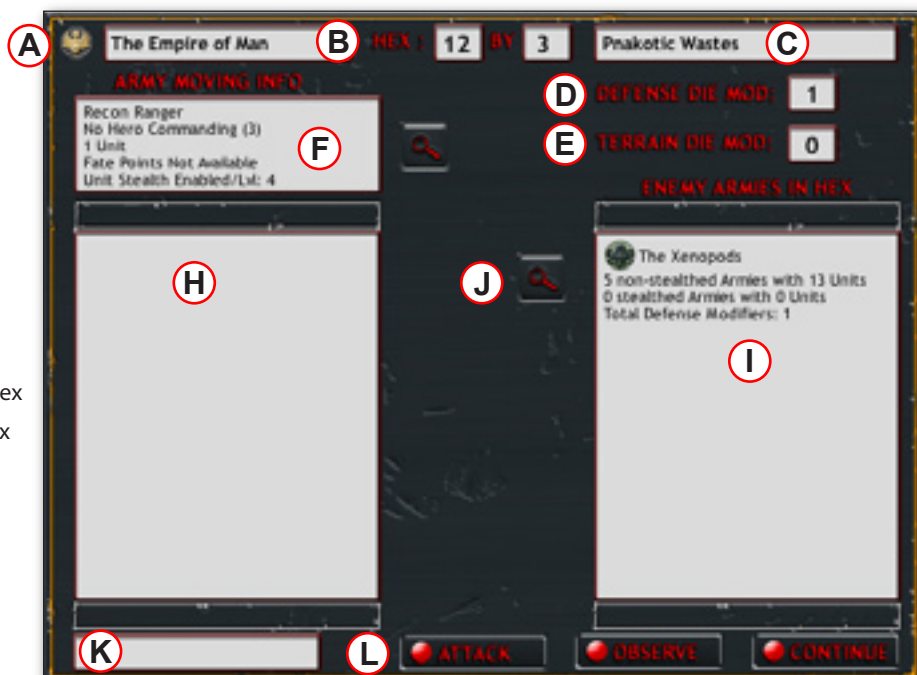 A The Empire of Man B HEX : 12 BY 3 Pnakotic Wastes C
ARMY MOVING INFO
D DEFENSE DIE MOD: 1
Recon Ranger
No Hero Commanding (3)
1 Unit
Fate Points Not Available
Unit Stealth Enabled/Lvl: 4
F
E TERRAIN DIE MOD: 0
ENEMY ARMIES IN HEX
H
J
The Xenopods
5 non-stealthed Armies with 13 Units
0 stealthed Armies with 0 Units
Total Defense Modifiers: 1
I
ex
x
K
L ATTACK OBSERVE CONTINUE